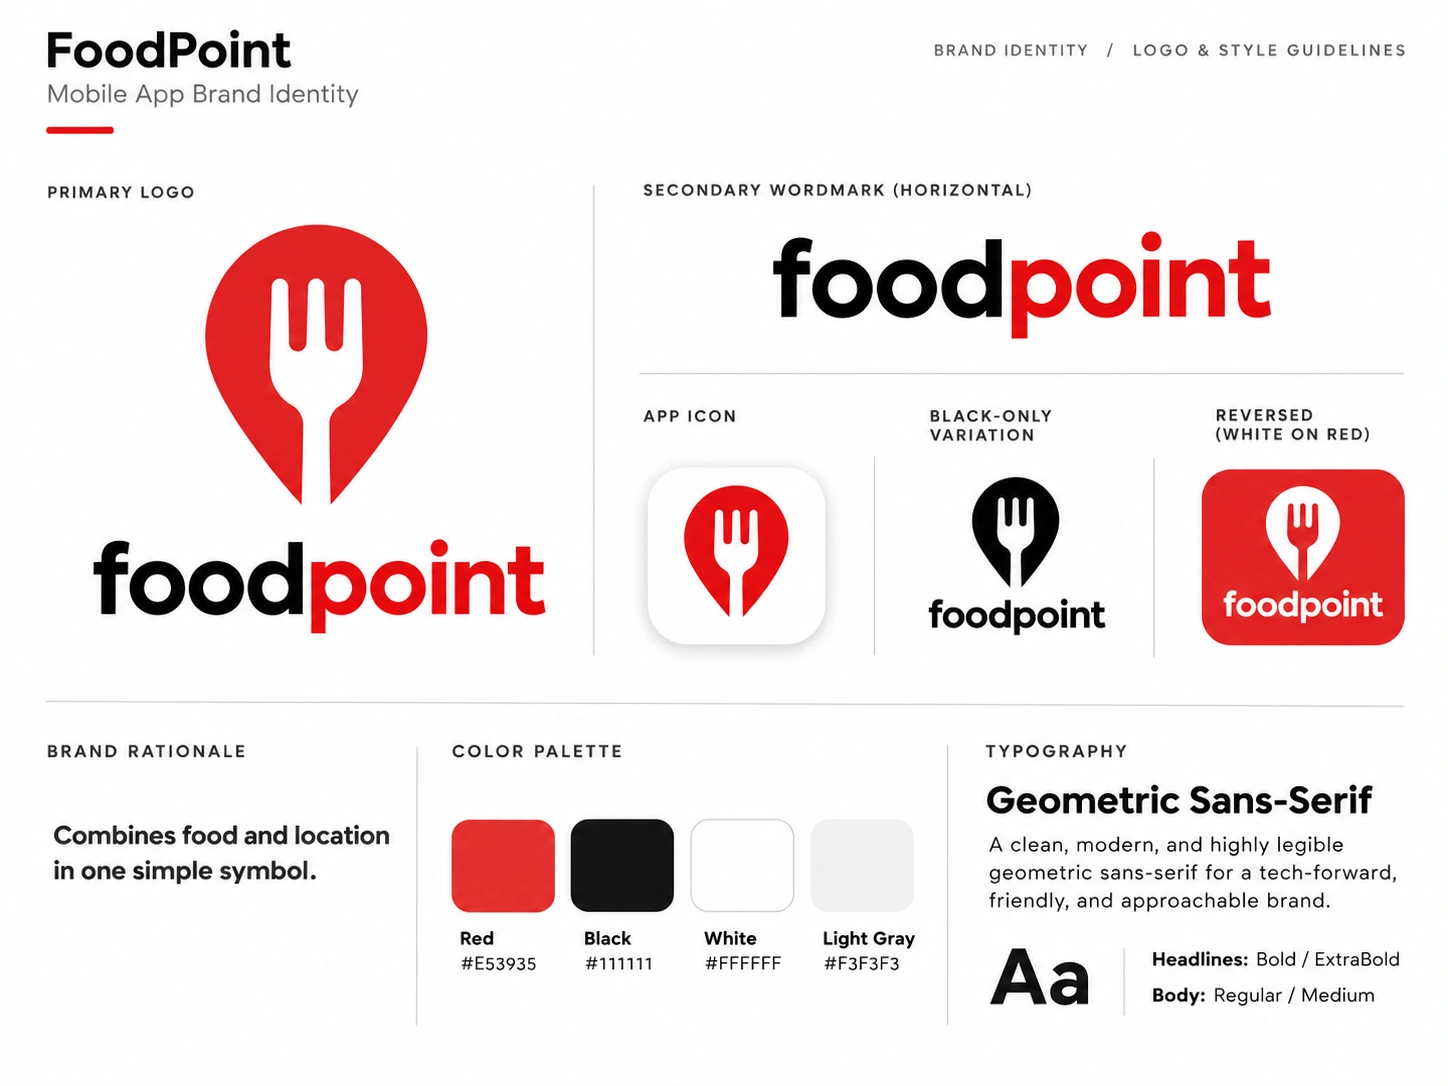 FoodPoint
Mobile App Brand Identity
BRAND IDENTITY / LOGO & STYLE GUIDELINES
PRIMARY LOGO
foodpoint
SECONDARY WORDMARK (HORIZONTAL)
foodpoint
APP ICON
BLACK-ONLY
VARIATION
foodpoint
REVERSED
(WHITE ON RED)
foodpoint
BRAND RATIONALE
Combines food and location
in one simple symbol.
COLOR PALETTE
Red
#E53935
Black
#111111
White
#FFFFFF
Light Gray
#F3F3F3
TYPOGRAPHY
Geometric Sans-Serif
A clean, modern, and highly legible
geometric sans-serif for a tech-forward,
friendly, and approachable brand.
Aa
Headlines: Bold / ExtraBold
Body: Regular / Medium